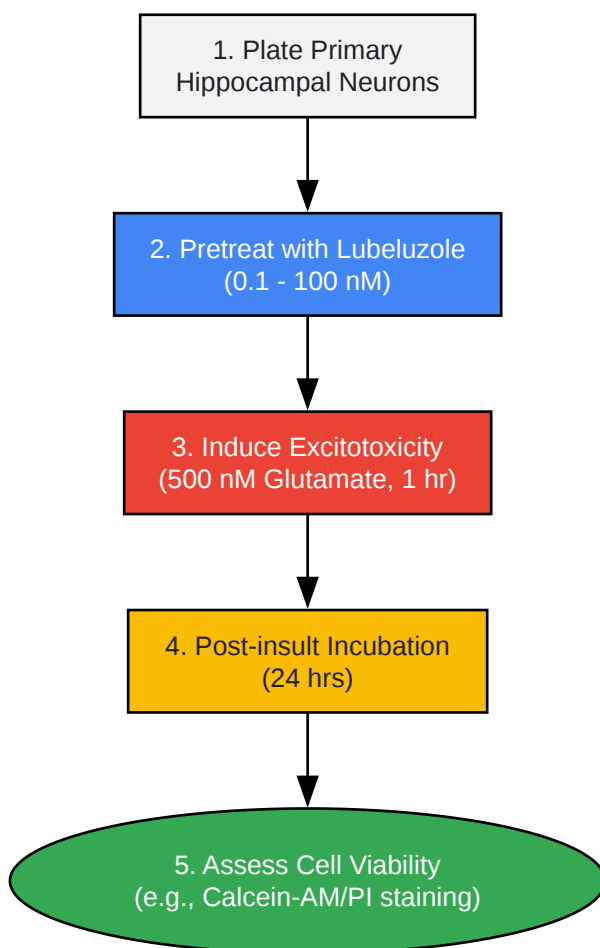 1. Plate Primary
Hippocampal Neurons
2. Pretreat with Lubeluzole
(0.1 - 100 nM)
3. Induce Excitotoxicity
(500 nM Glutamate, 1 hr)
4. Post-insult Incubation
(24 hrs)
5. Assess Cell Viability
(e.g., Calcein-AM/PI staining)